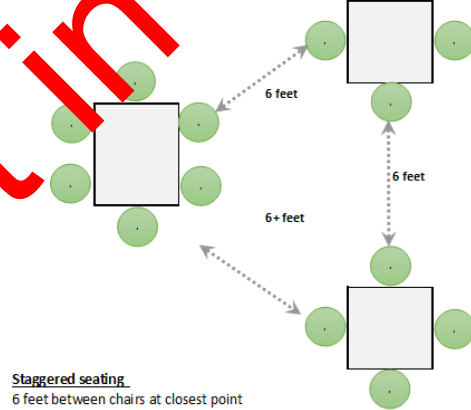 6 feet
6 feet
6+ feet
Staggered seating
6 feet between chairs at closest point